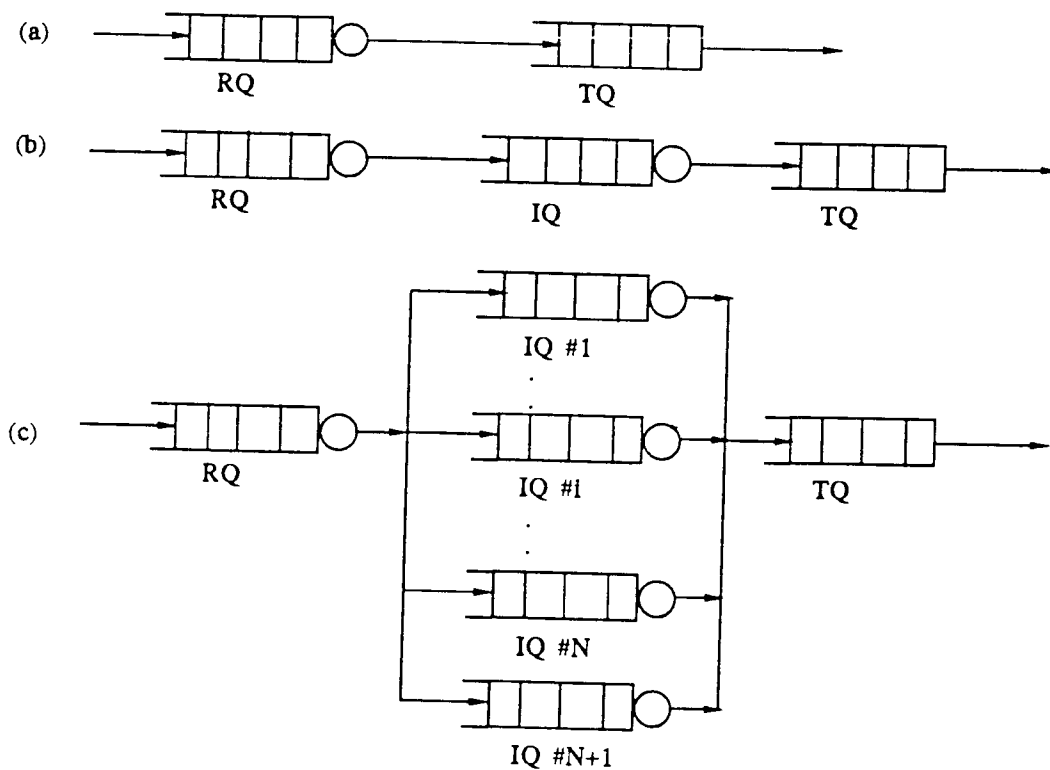 (a)
RQ
TQ
(b)
RQ
IQ
TQ
IQ #1
(c)
RQ
IQ #i
TQ
IQ #N
IQ #N+1